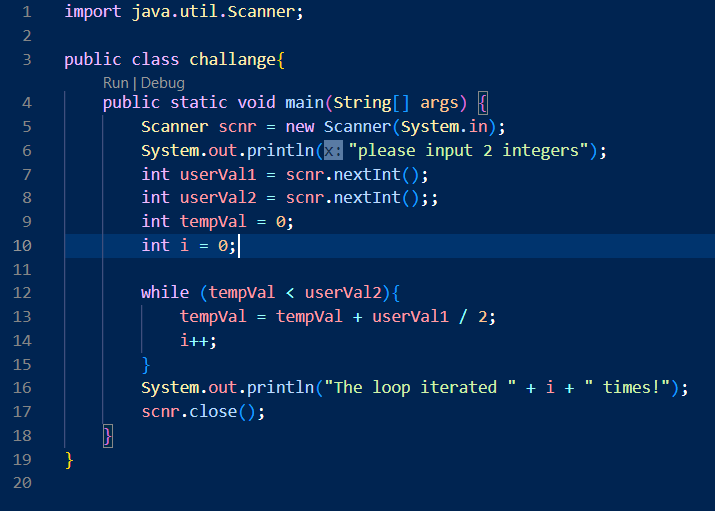 1 import java.util.Scanner;
2
3 public class challange{
Run | Debug
4 public static void main(String[] args) {
5 Scanner scnr = new Scanner(System.in);
6 System.out.println(x: "please input 2 integers");
7 int userVal1 = scnr.nextInt();
8 int userVal2 = scnr.nextInt();;
9 int tempVal = 0;
10 int i = 0;
11
12 while (tempVal < userVal2){
13 tempVal = tempVal + userVal1 / 2;
14 i++;
15 }
16 System.out.println("The loop iterated " + i + " times!");
17 scnr.close();
18 }
19 }
20